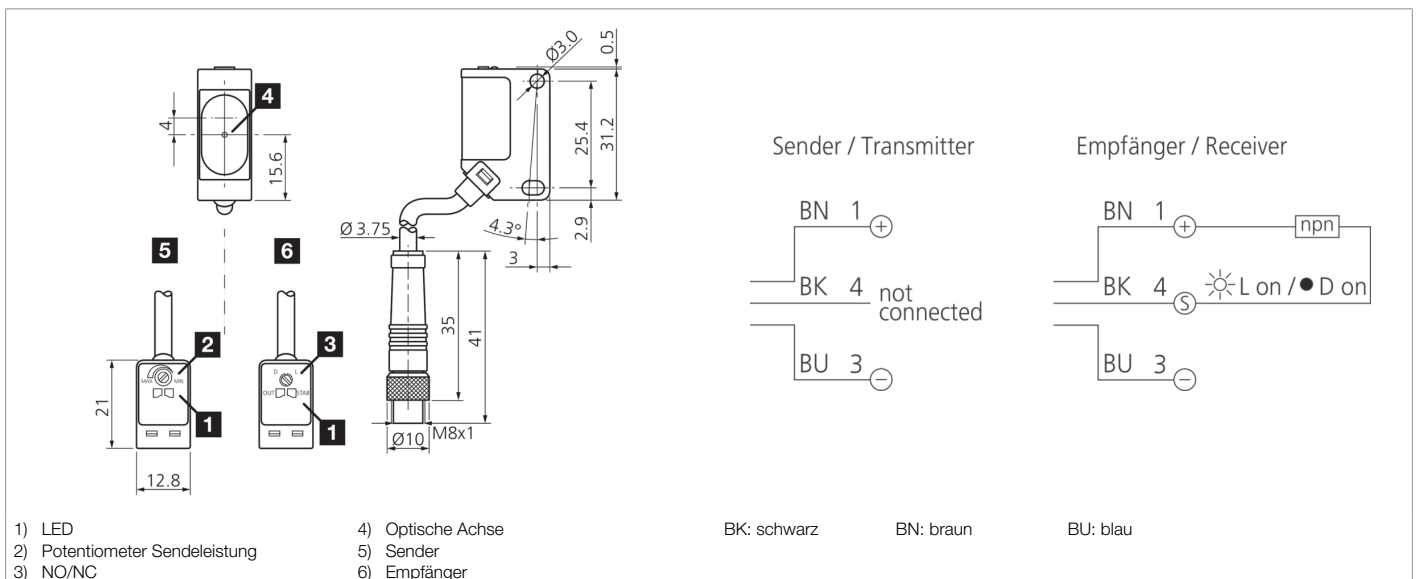 4
4
15.6
Ø3.0
0.5
25.4
31.2
2.9
4.3°
3
Ø 3.75
35
41
M8x1
Ø10
5
6
2
MAX MIN
1
21
12.8
3
D L
OUT STAB
1
Sender / Transmitter
BN 1 +
BK 4 not connected
BU 3 −
Empfänger / Receiver
BN 1 + npn
BK 4 S L on / D on
BU 3 −
1) LED
2) Potentiometer Sendeleistung
3) NO/NC
4) Optische Achse
5) Sender
6) Empfänger
BK: schwarz BN: braun BU: blau